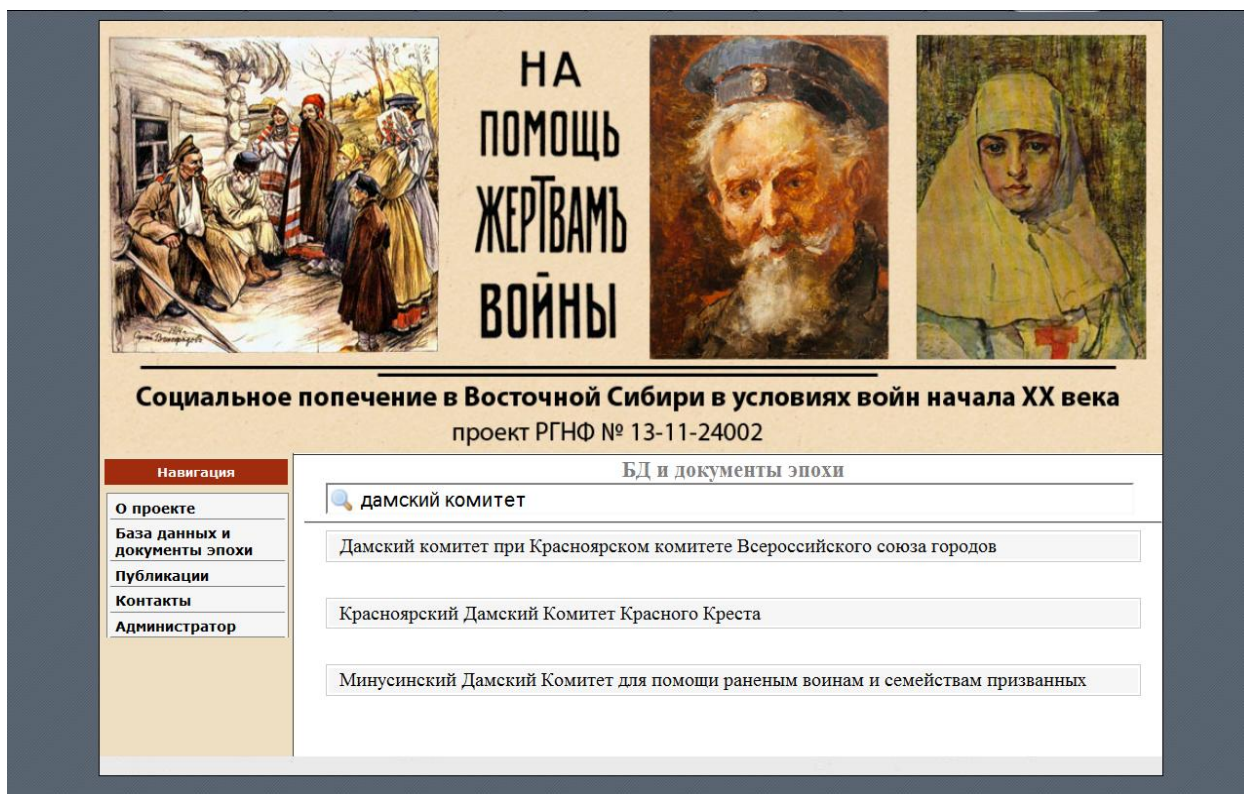 НА
ПОМОЩЬ
ЖЕРТВАМЪ
ВОЙНЫ
Социальное попечение в Восточной Сибири в условиях войн начала XX века
проект РГНФ № 13-11-24002
Навигация
О проекте
База данных и
документы эпохи
Публикации
Контакты
Администратор
БД и документы эпохи
дамский комитет
Дамский комитет при Красноярском комитете Всероссийского союза городов
Красноярский Дамский Комитет Красного Креста
Минусинский Дамский Комитет для помощи раненым воинам и семействам призванных